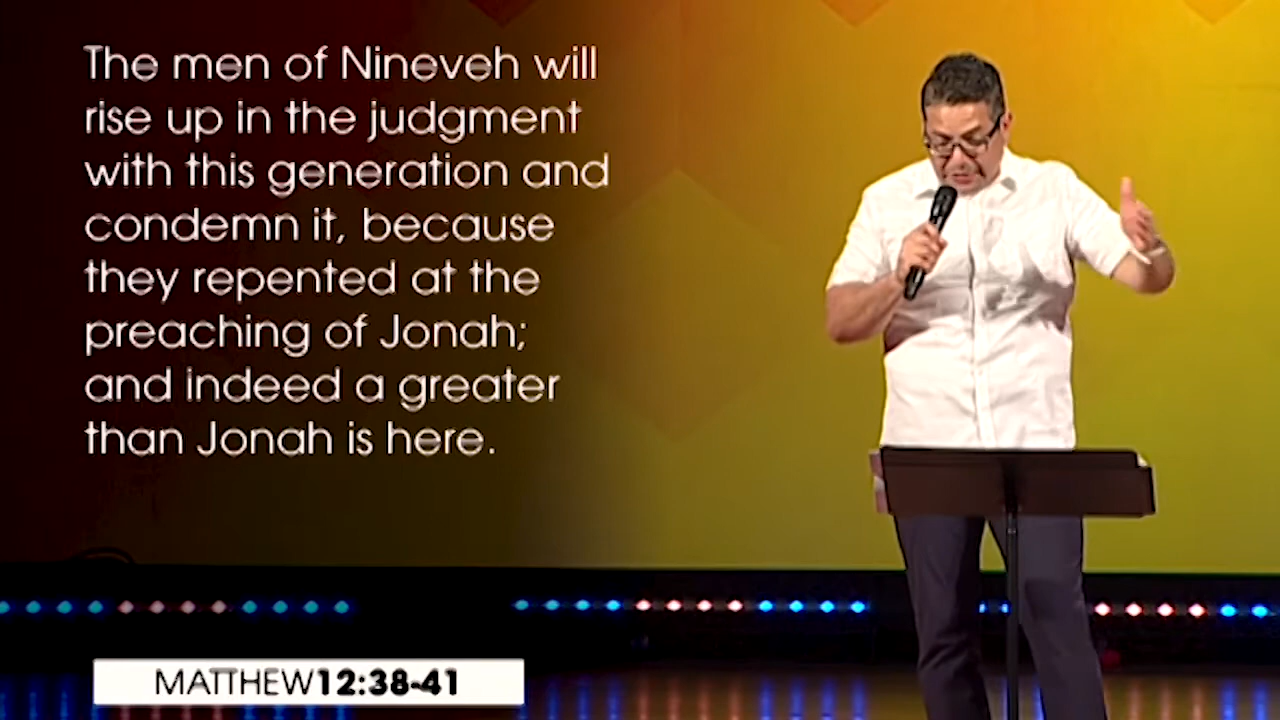 The men of Nineveh will
rise up in the judgment
with this generation and
condemn it, because
they repented at the
preaching of Jonah;
and indeed a greater
than Jonah is here.
MATTHEW12:38-41